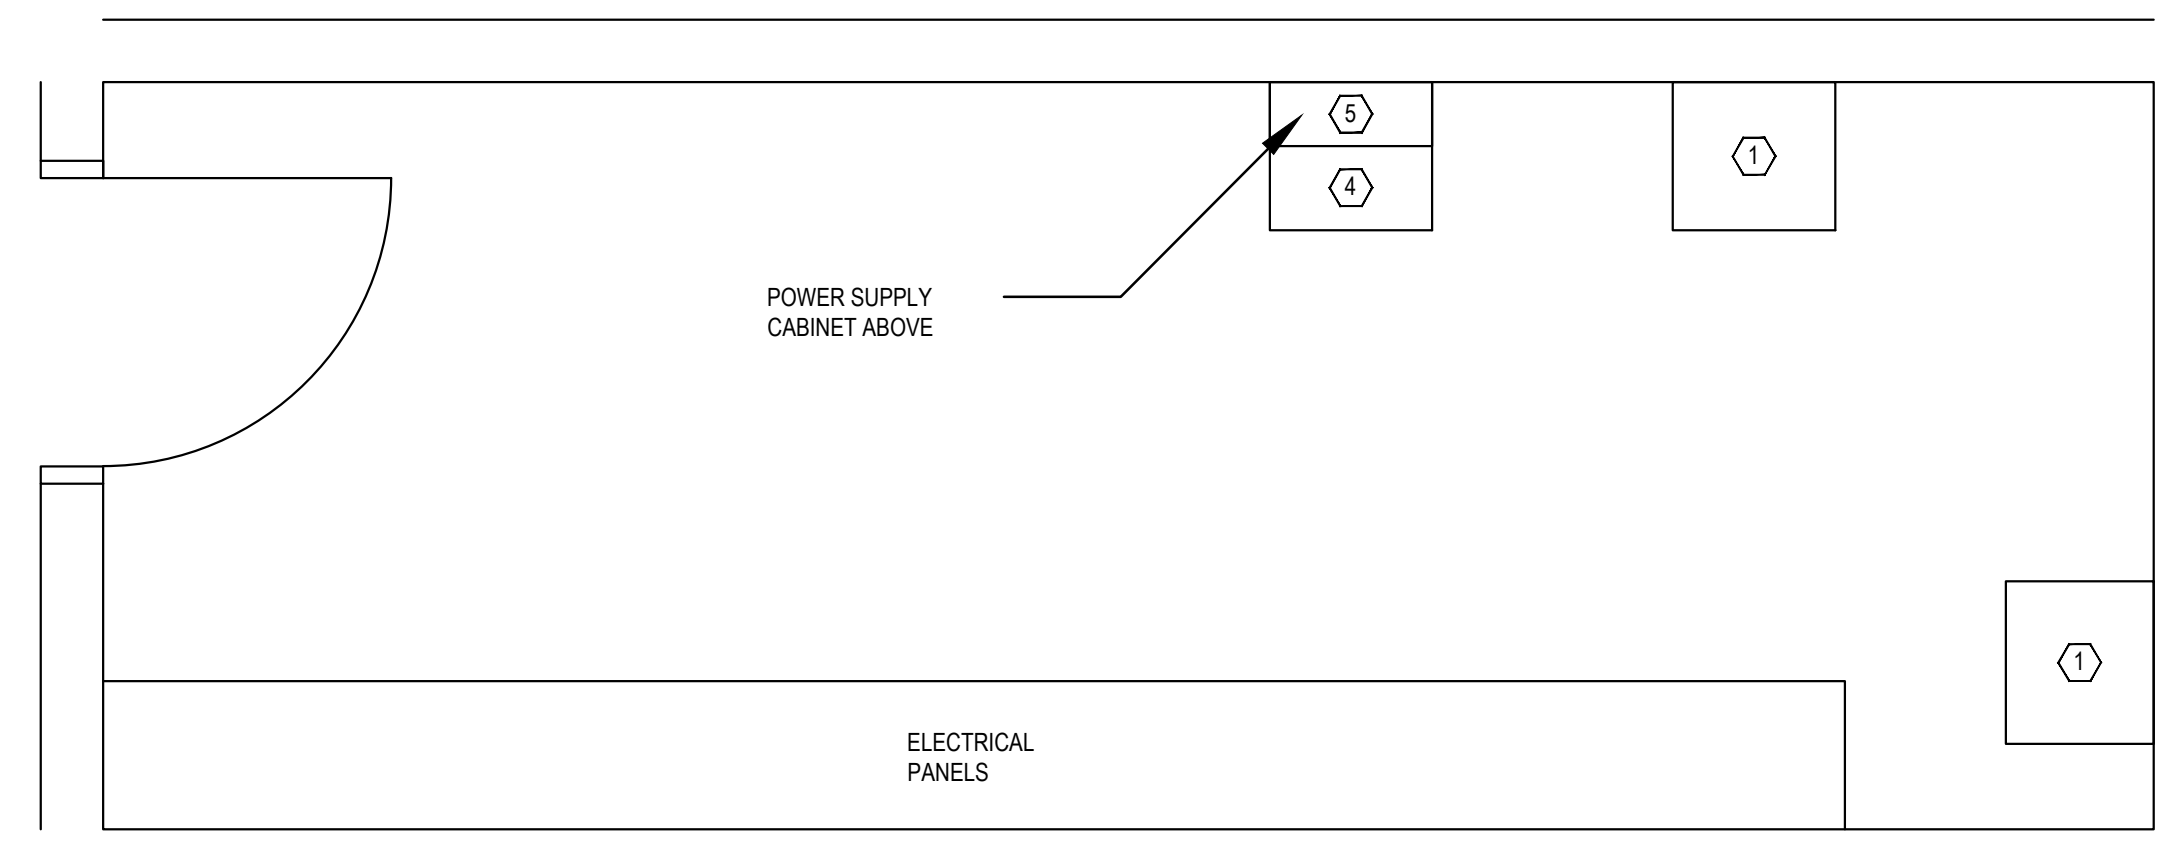 5
1
4
POWER SUPPLY
CABINET ABOVE
1
ELECTRICAL
PANELS